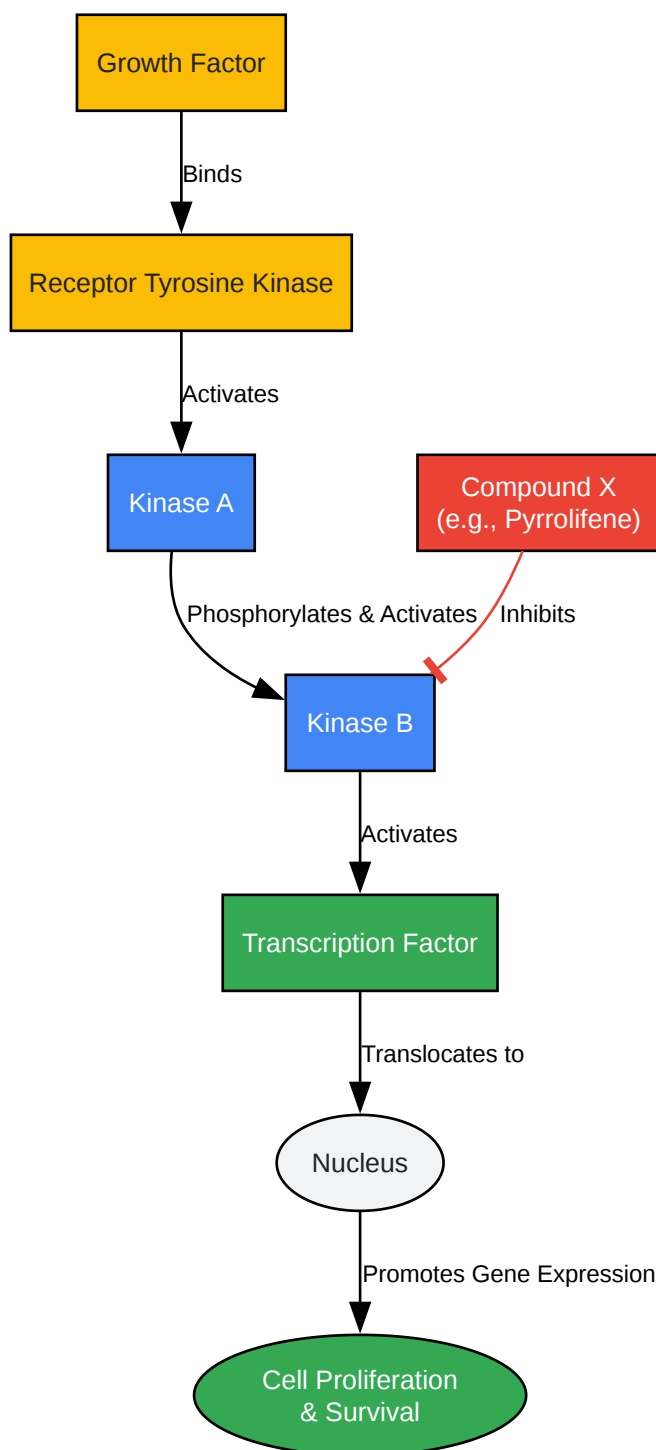 Growth Factor
Binds
Receptor Tyrosine Kinase
Activates
Kinase A
Compound X
(e.g., Pyrrolifene)
Phosphorylates & Activates
Inhibits
Kinase B
Activates
Transcription Factor
Translocates to
Nucleus
Promotes Gene Expression
Cell Proliferation
& Survival